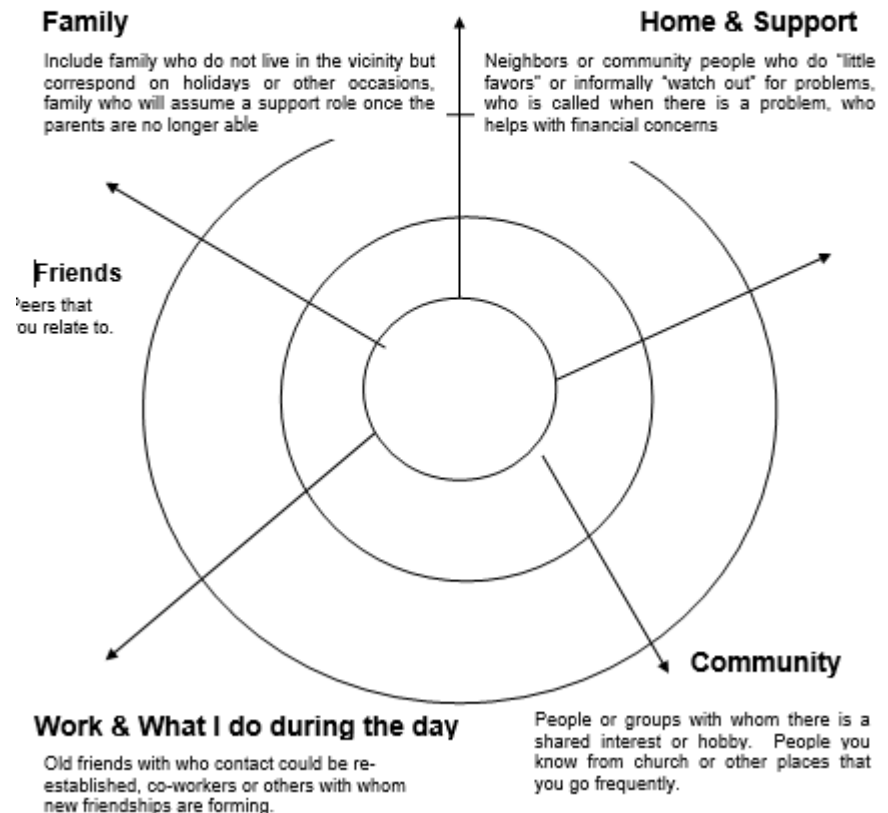 Family
Include family who do not live in the vicinity but
correspond on holidays or other occasions,
family who will assume a support role once the
parents are no longer able
Home & Support
Neighbors or community people who do "little
favors" or informally "watch out" for problems,
who is called when there is a problem, who
helps with financial concerns
Friends
eers that
ou relate to.
Community
People or groups with whom there is a
shared interest or hobby. People you
know from church or other places that
you go frequently.
Work & What I do during the day
Old friends with who contact could be re-
established, co-workers or others with whom
new friendships are forming.